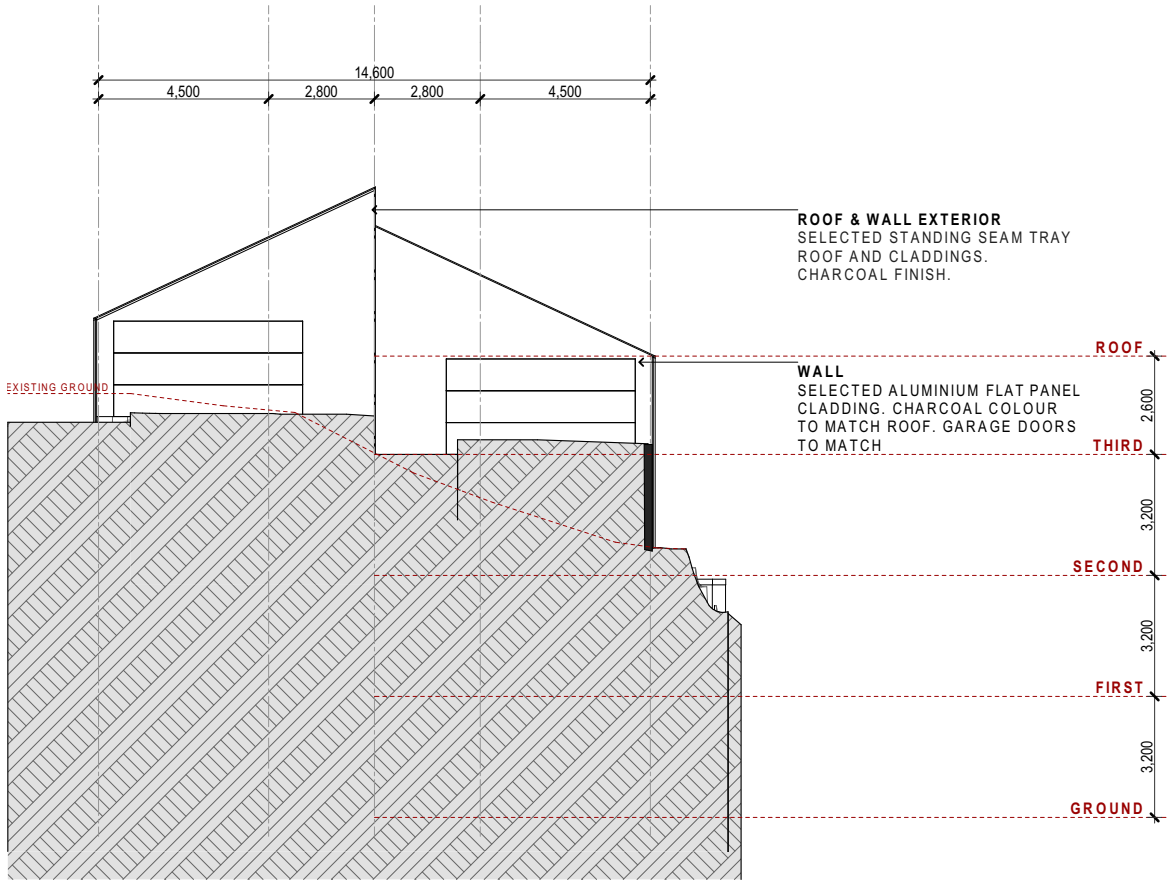 14,600
4,500
2,800
2,800
4,500
ROOF & WALL EXTERIOR
SELECTED STANDING SEAM TRAY
ROOF AND CLADDINGS.
CHARCOAL FINISH.
ROOF
WALL
SELECTED ALUMINIUM FLAT PANEL
CLADDING. CHARCOAL COLOUR
TO MATCH ROOF. GARAGE DOORS
TO MATCH
EXISTING GROUND
2,600
THIRD
3,200
SECOND
3,200
FIRST
3,200
GROUND